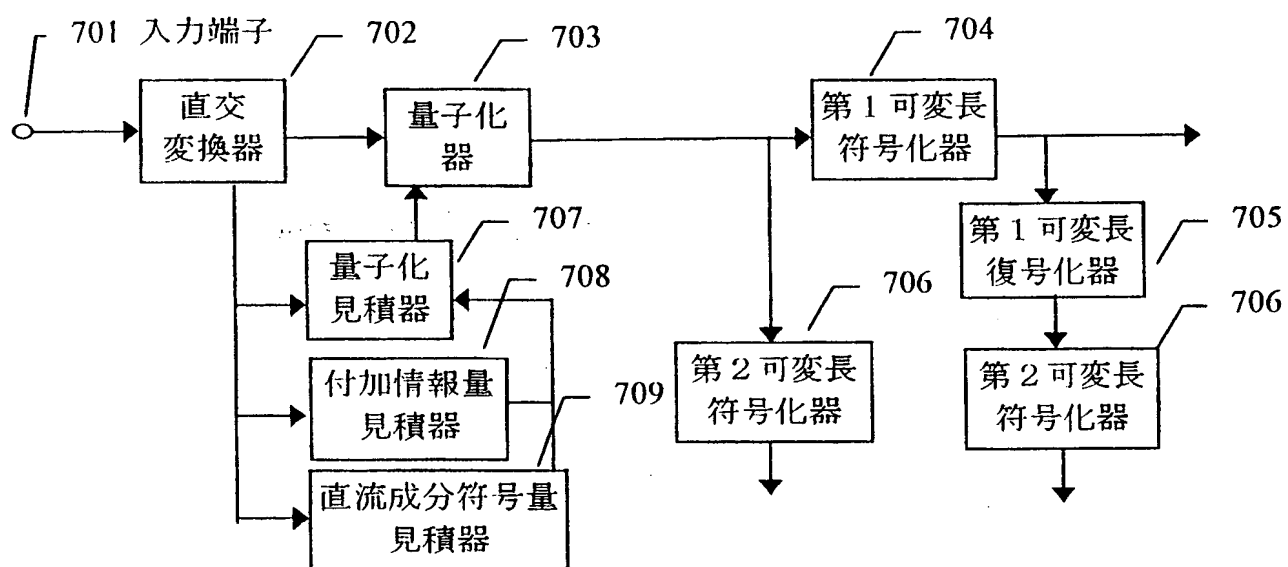 701 入力端子
702
703
704
直交
変換器
量子化
器
第1可変長
符号化器
707
705
量子化
見積器
第1可変長
復号化器
708
706
706
付加情報量
見積器
第2可変長
符号化器
第2可変長
符号化器
709
直流成分符号量
見積器